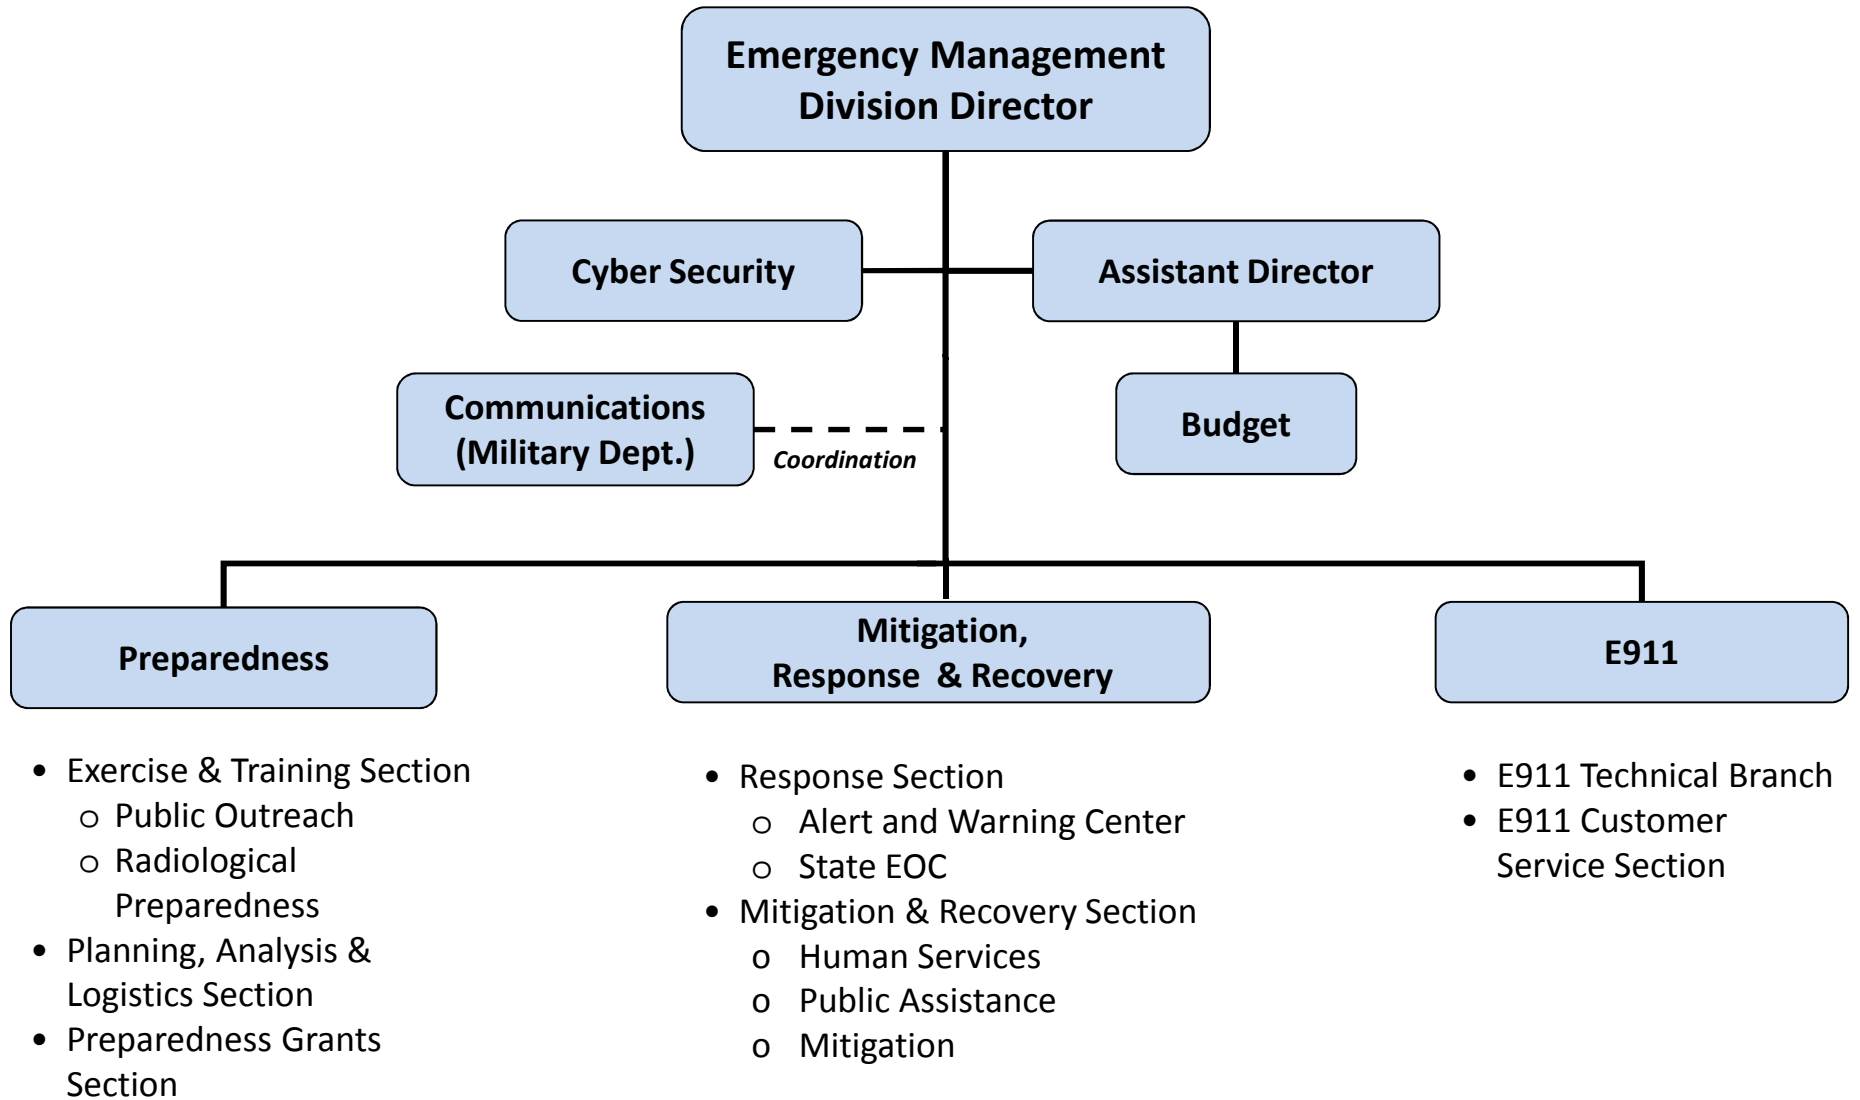 Emergency Management
Division Director
Cyber Security
Assistant Director
Communications
(Military Dept.)
Coordination
Budget
Preparedness
Mitigation,
Response & Recovery
E911
• Exercise & Training Section
o Public Outreach
o Radiological
Preparedness
• Planning, Analysis &
Logistics Section
• Preparedness Grants
Section
• Response Section
o Alert and Warning Center
o State EOC
• Mitigation & Recovery Section
o Human Services
o Public Assistance
o Mitigation
• E911 Technical Branch
• E911 Customer
Service Section